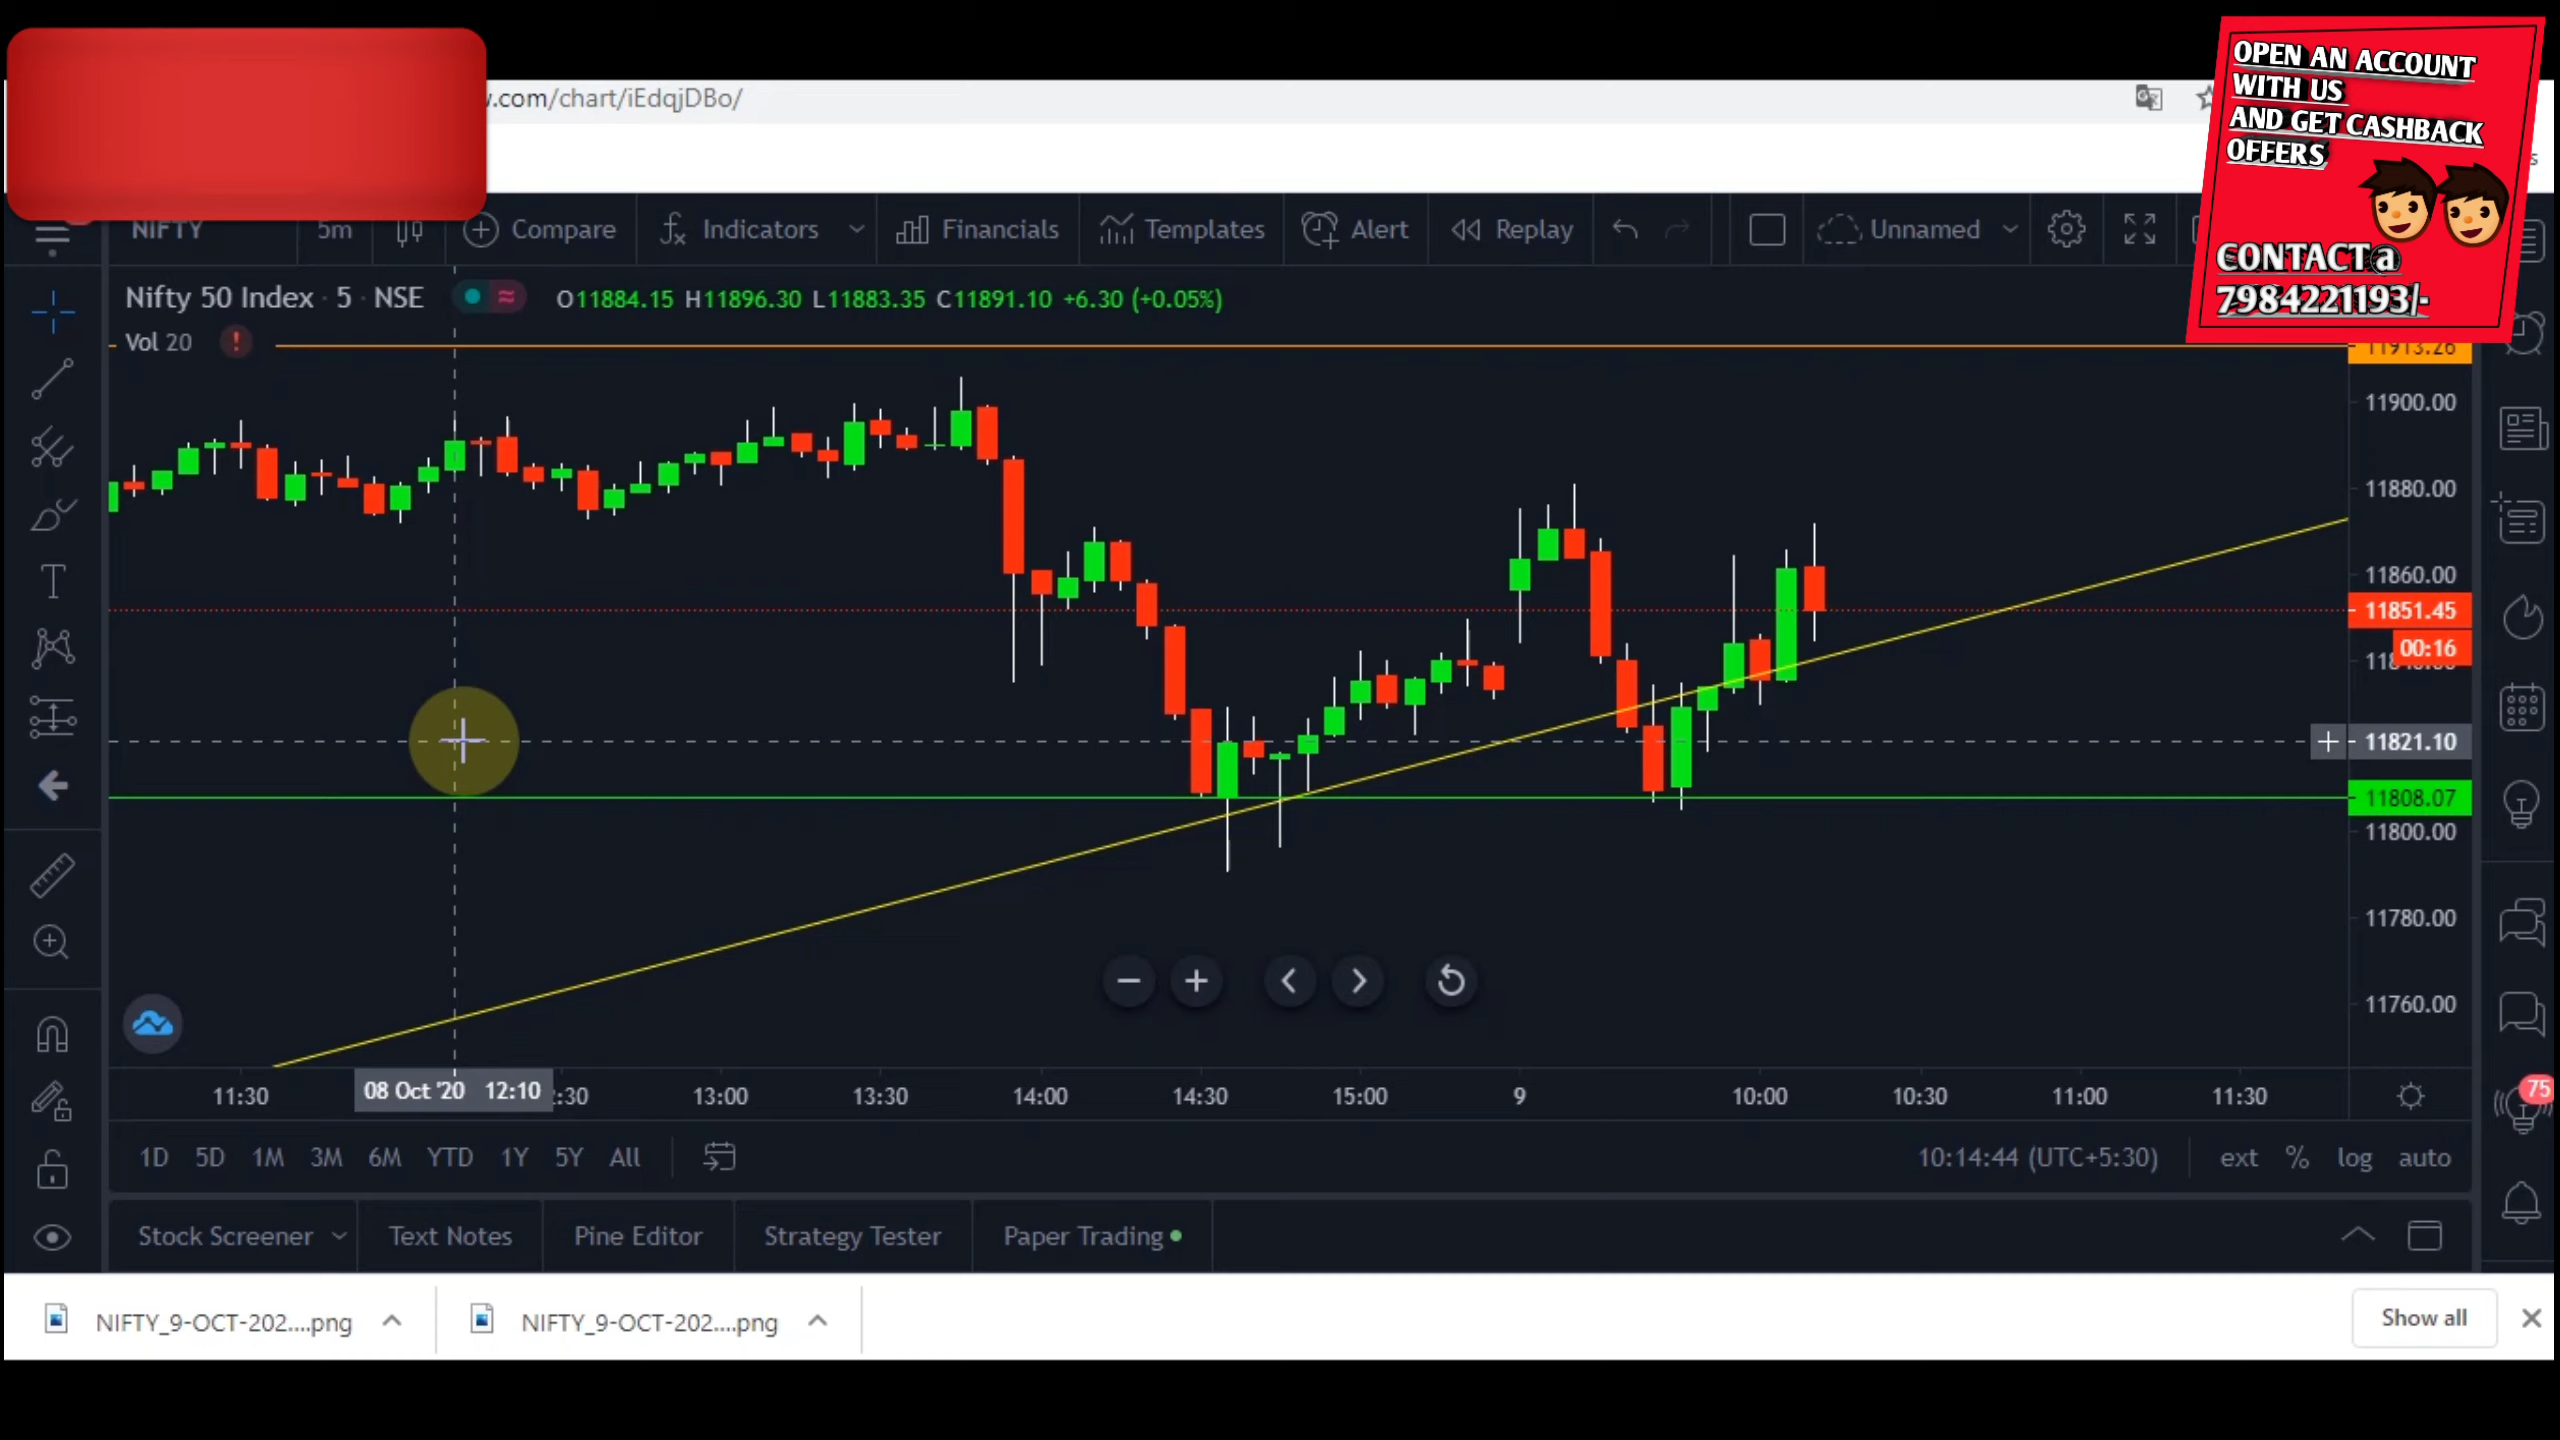 w.com/chart/iEdqjDBo/
OPEN AN ACCOUNT
WITH US
AND GET CASHBACK
OFFERS
CONTACT@
7984221193/-
NIFTY 5m Compare Indicators Financials Templates Alert Replay Unnamed
Nifty 50 Index · 5 · NSE O11884.15 H11896.30 L11883.35 C11891.10 +6.30 (+0.05%)
Vol 20
11913.26
11900.00
11880.00
11860.00
11851.45
00:16
11821.10
11808.07
11800.00
11780.00
11760.00
11:30 08 Oct '20 12:10 :30 13:00 13:30 14:00 14:30 15:00 9 10:00 10:30 11:00 11:30
75
1D 5D 1M 3M 6M YTD 1Y 5Y All 10:14:44 (UTC+5:30) ext % log auto
Stock Screener Text Notes Pine Editor Strategy Tester Paper Trading
NIFTY_9-OCT-202....png NIFTY_9-OCT-202....png Show all